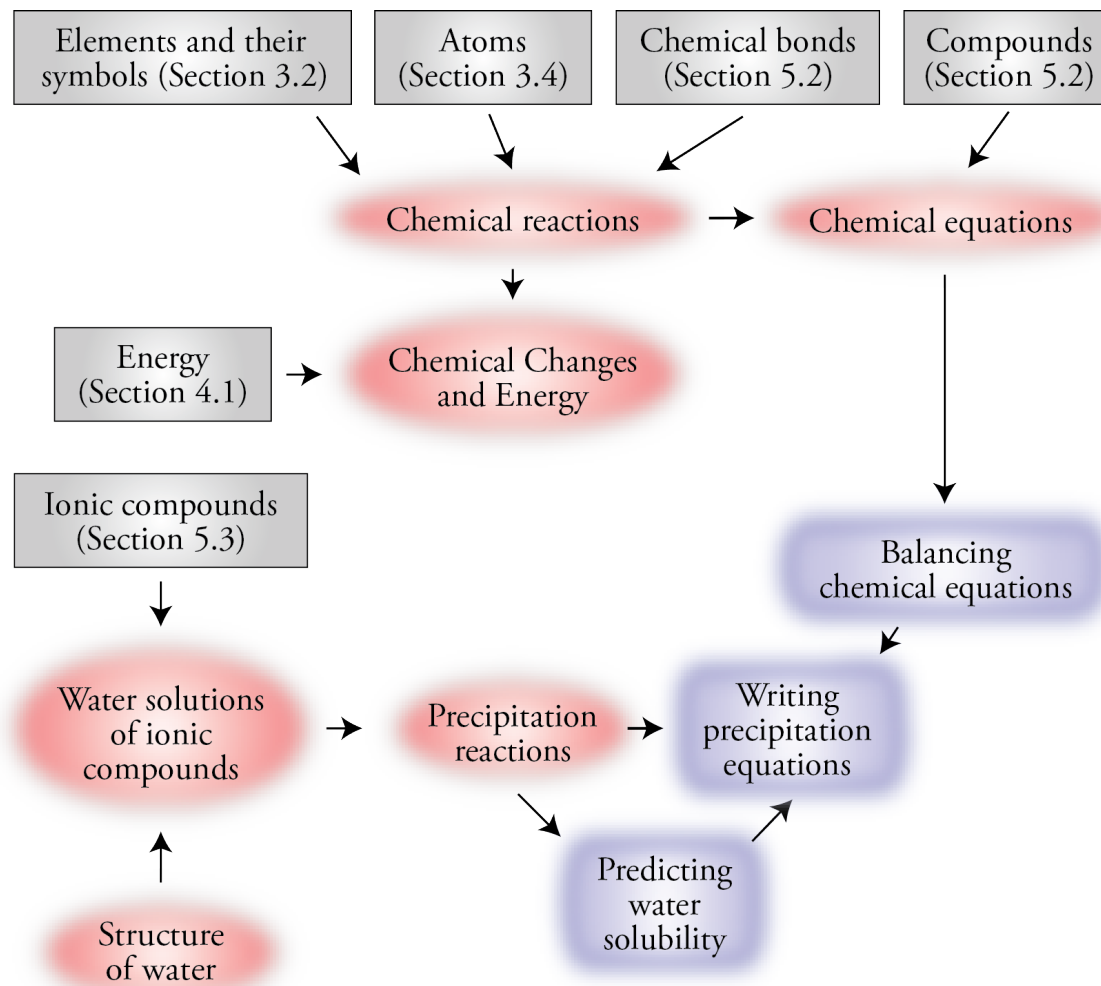 Elements and their
symbols (Section 3.2)
Atoms
(Section 3.4)
Chemical bonds
(Section 5.2)
Compounds
(Section 5.2)
Chemical reactions
Chemical equations
Energy
(Section 4.1)
Chemical Changes
and Energy
Ionic compounds
(Section 5.3)
Balancing
chemical equations
Water solutions
of ionic
compounds
Precipitation
reactions
Writing
precipitation
equations
Predicting
water
solubility
Structure
of water